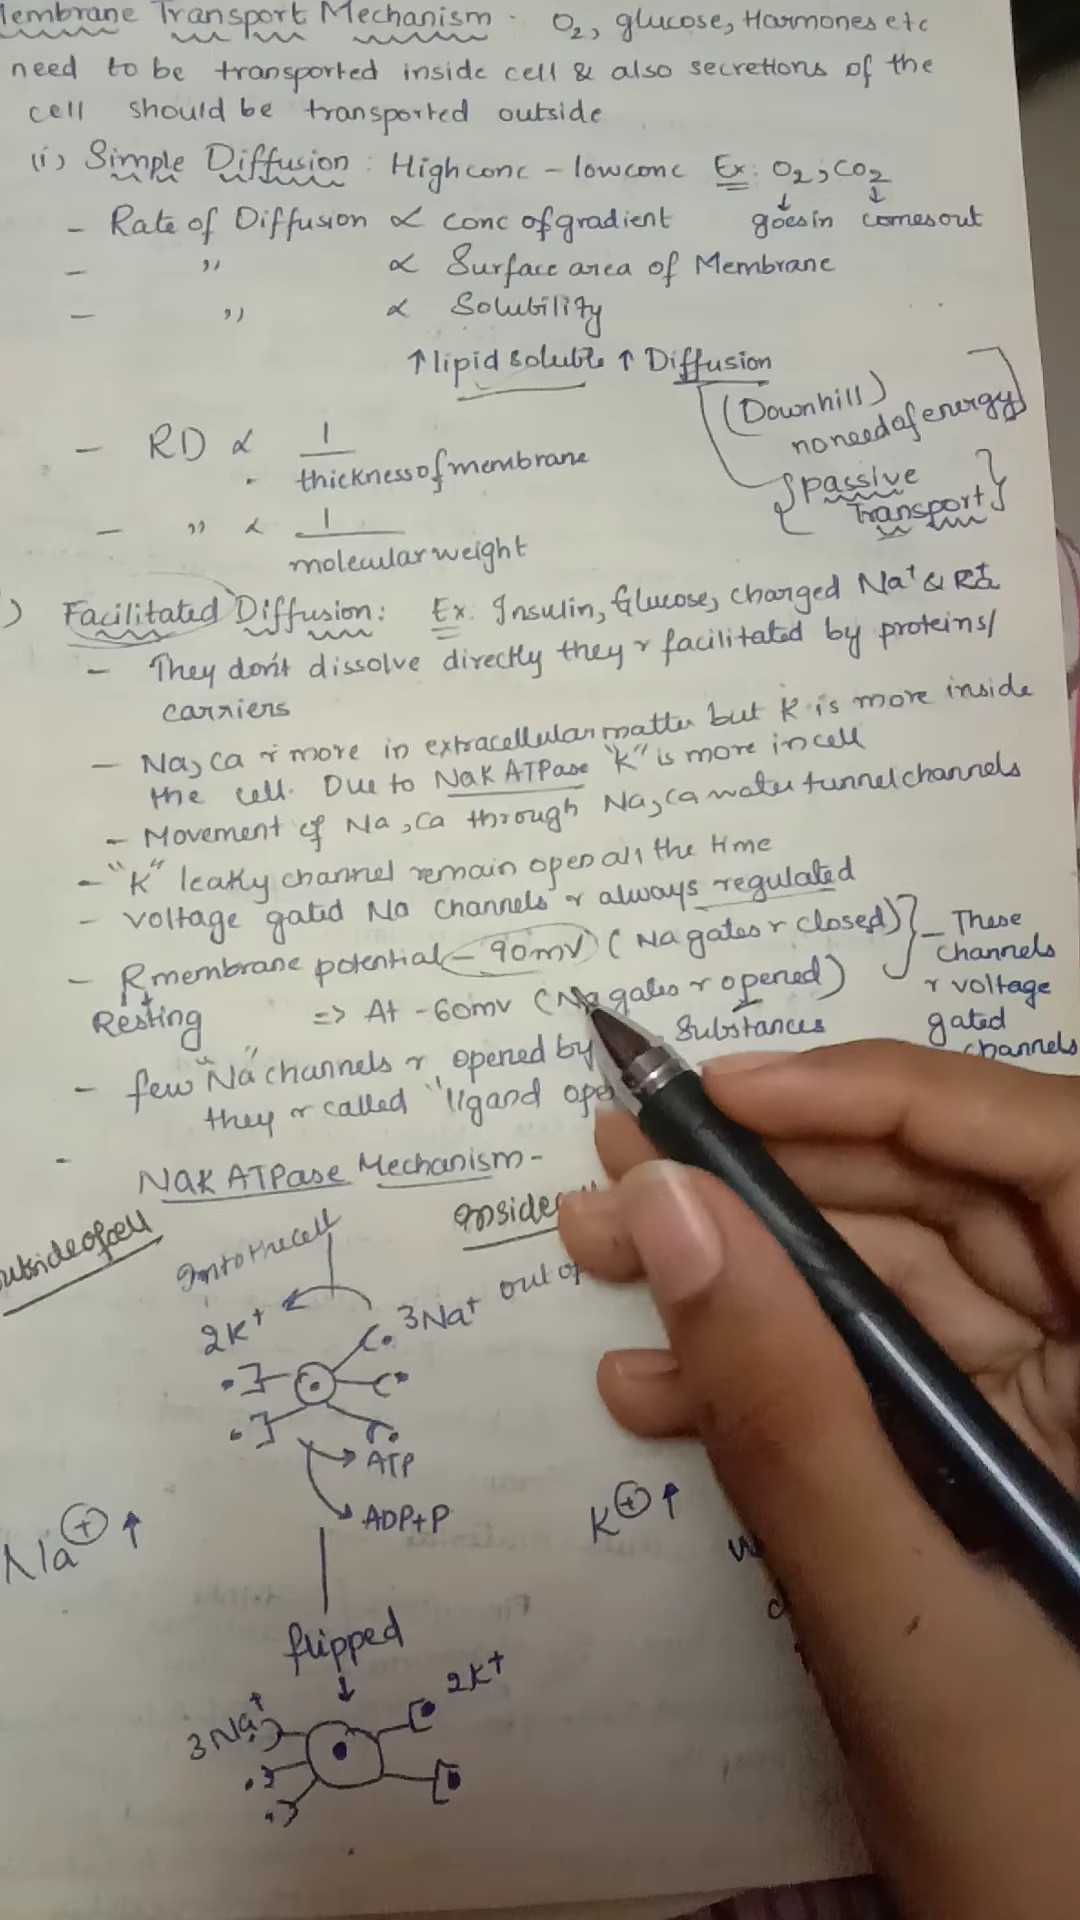 Membrane Transport Mechanism - O2, glucose, Harmones etc
need to be transported inside cell & also secretions of the
cell should be transported outside
(i) Simple Diffusion : High conc - low conc Ex: O2, CO2
↓ goes in ↓ comes out
- Rate of Diffusion ∝ conc of gradient
- ,, ∝ Surface area of Membrane
- ,, ∝ Solubility
↑ lipid soluble ↑ Diffusion
(Downhill)
no need of energy
{passive
Transport}
- RD ∝ 1
thickness of membrane
- ,, ∝ 1
molecular weight
) Facilitated Diffusion: Ex. Insulin, Glucose, charged Na+ &
- They don't dissolve directly they r facilitated by proteins/
carriers
- Na, Ca r more in extracellular matter but K is more inside
the cell. Due to NaK ATPase "K" is more in cell
- Movement of Na, Ca through Na, Ca water tunnel channels
- "K" leaky channel remain open all the time
- voltage gated Na channels r always regulated
- Rmembrane potential - 90mV (Na gates r closed)
Resting
=> At -60mv (Na gates r opened)
} - These
channels
r voltage
gated
channels
- few "Na" channels r opened by Substances
they r called "ligand
- NaK ATPase Mechanism -
outside of cell
Into the cell
Inside
2K+
3Na+ out of
ATP
ADP+P
Na+ ↑
K+ ↑
flipped
3Na+
2K+